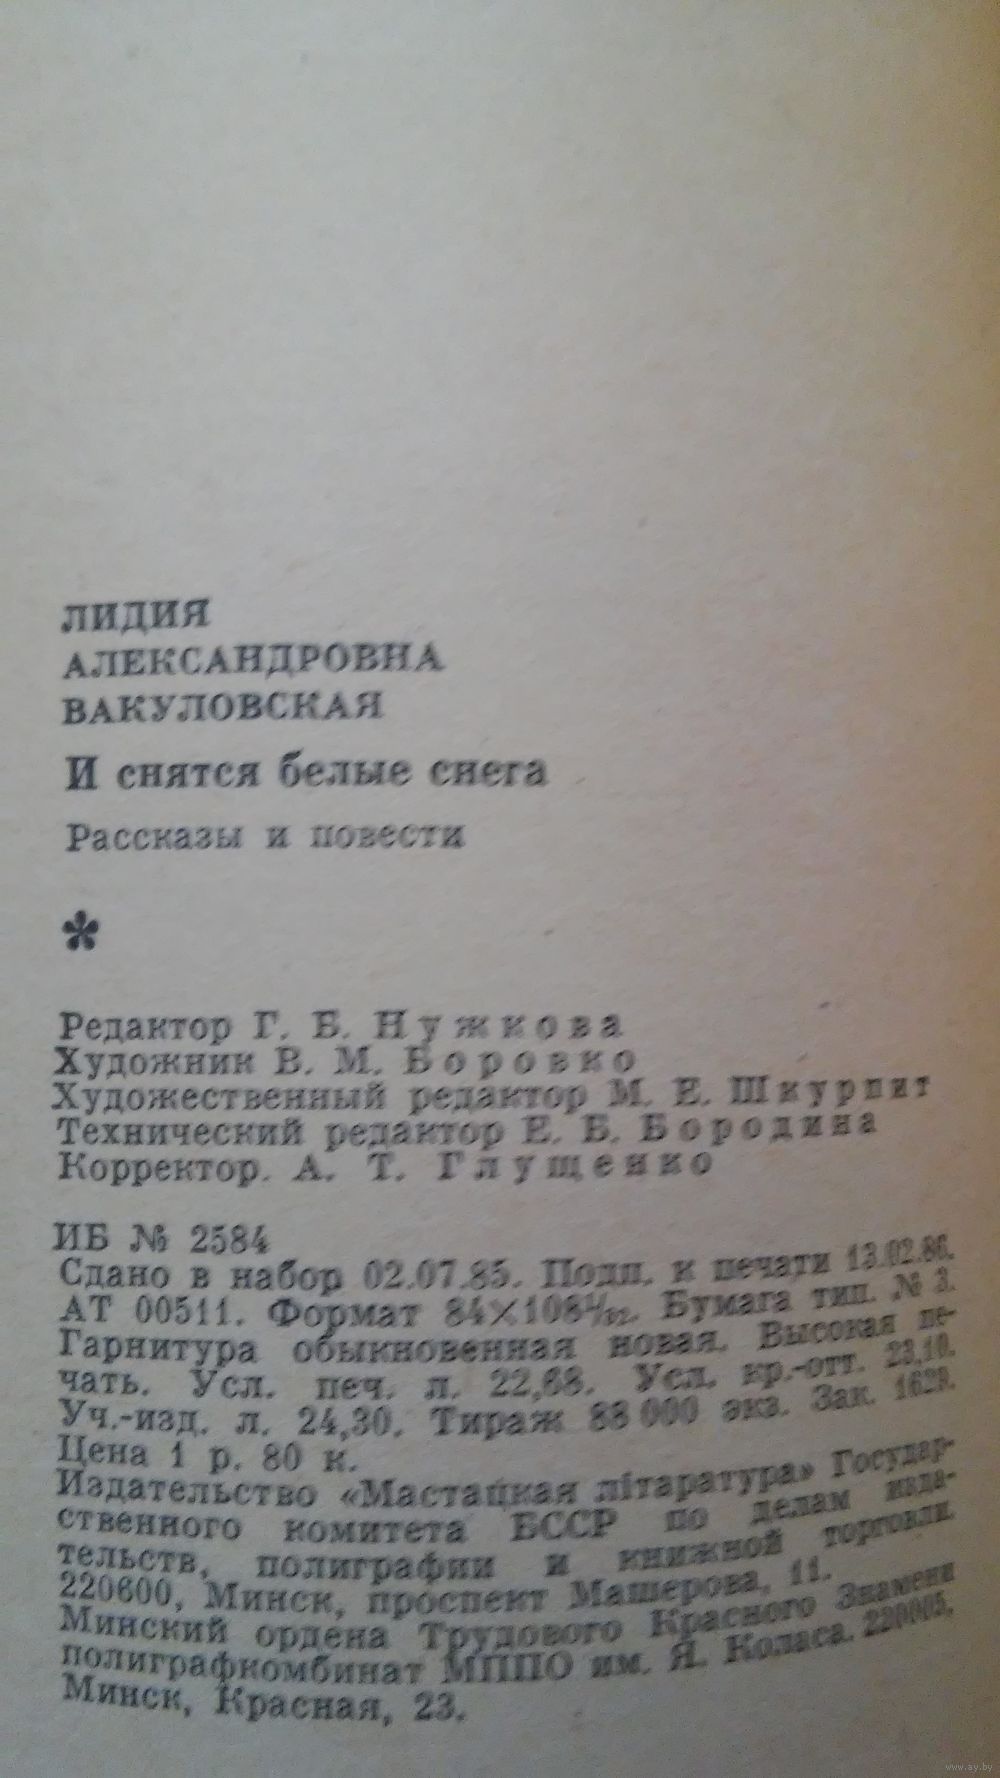 ЛИДИЯ
АЛЕКСАНДРОВНА
ВАКУЛОВСКАЯ
И снятся белые снега
Рассказы и повести
*
Редактор Г. Б. Нужкова
Художник В. М. Боровко
Художественный редактор М. Е. Шкурпит
Технический редактор Е. Б. Бородина
Корректор. А. Т. Глущенко
ИБ № 2584
Сдано в набор 02.07.85. Подп. к печати 13.02.86.
АТ 00511. Формат 84×108¹/₃₂. Бумага тип. № 3.
Гарнитура обыкновенная новая. Высокая пе-
чать. Усл. печ. л. 22,68. Усл. кр.-отт. 23,10.
Уч.-изд. л. 24,30. Тираж 88 000 экз. Зак. 1629.
Цена 1 р. 80 к.
Издательство «Мастацкая літаратура» Государ-
ственного комитета БССР по делам изда-
тельств, полиграфии и книжной торговли.
220600, Минск, проспект Машерова, 11.
Минский ордена Трудового Красного Знамени
полиграфкомбинат МППО им. Я. Коласа. 220005,
Минск, Красная, 23.
www.ay.by